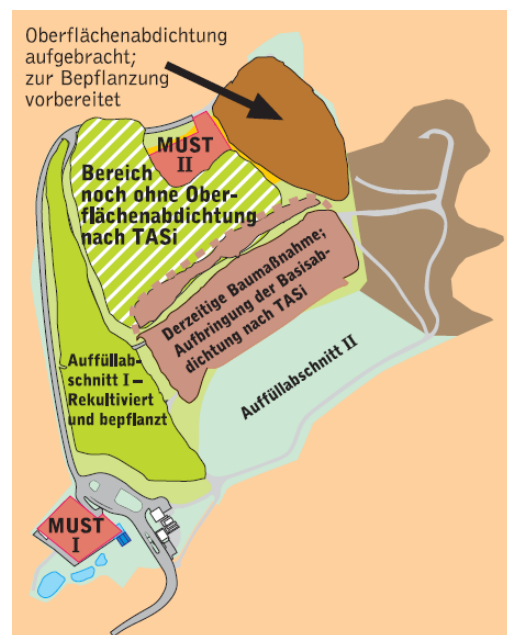 Oberflächenabdichtung
aufgebracht;
zur Bepflanzung
vorbereitet
MUST
II
Bereich
noch ohne Ober-
flächenabdichtung
nach TASi
Derzeitige Baumaßnahme;
Aufbringung der Basisab-
dichtung nach TASi
Auffüllabschnitt II
Auffüllab-
schnitt I –
Rekultiviert
und bepflanzt
MUST
I